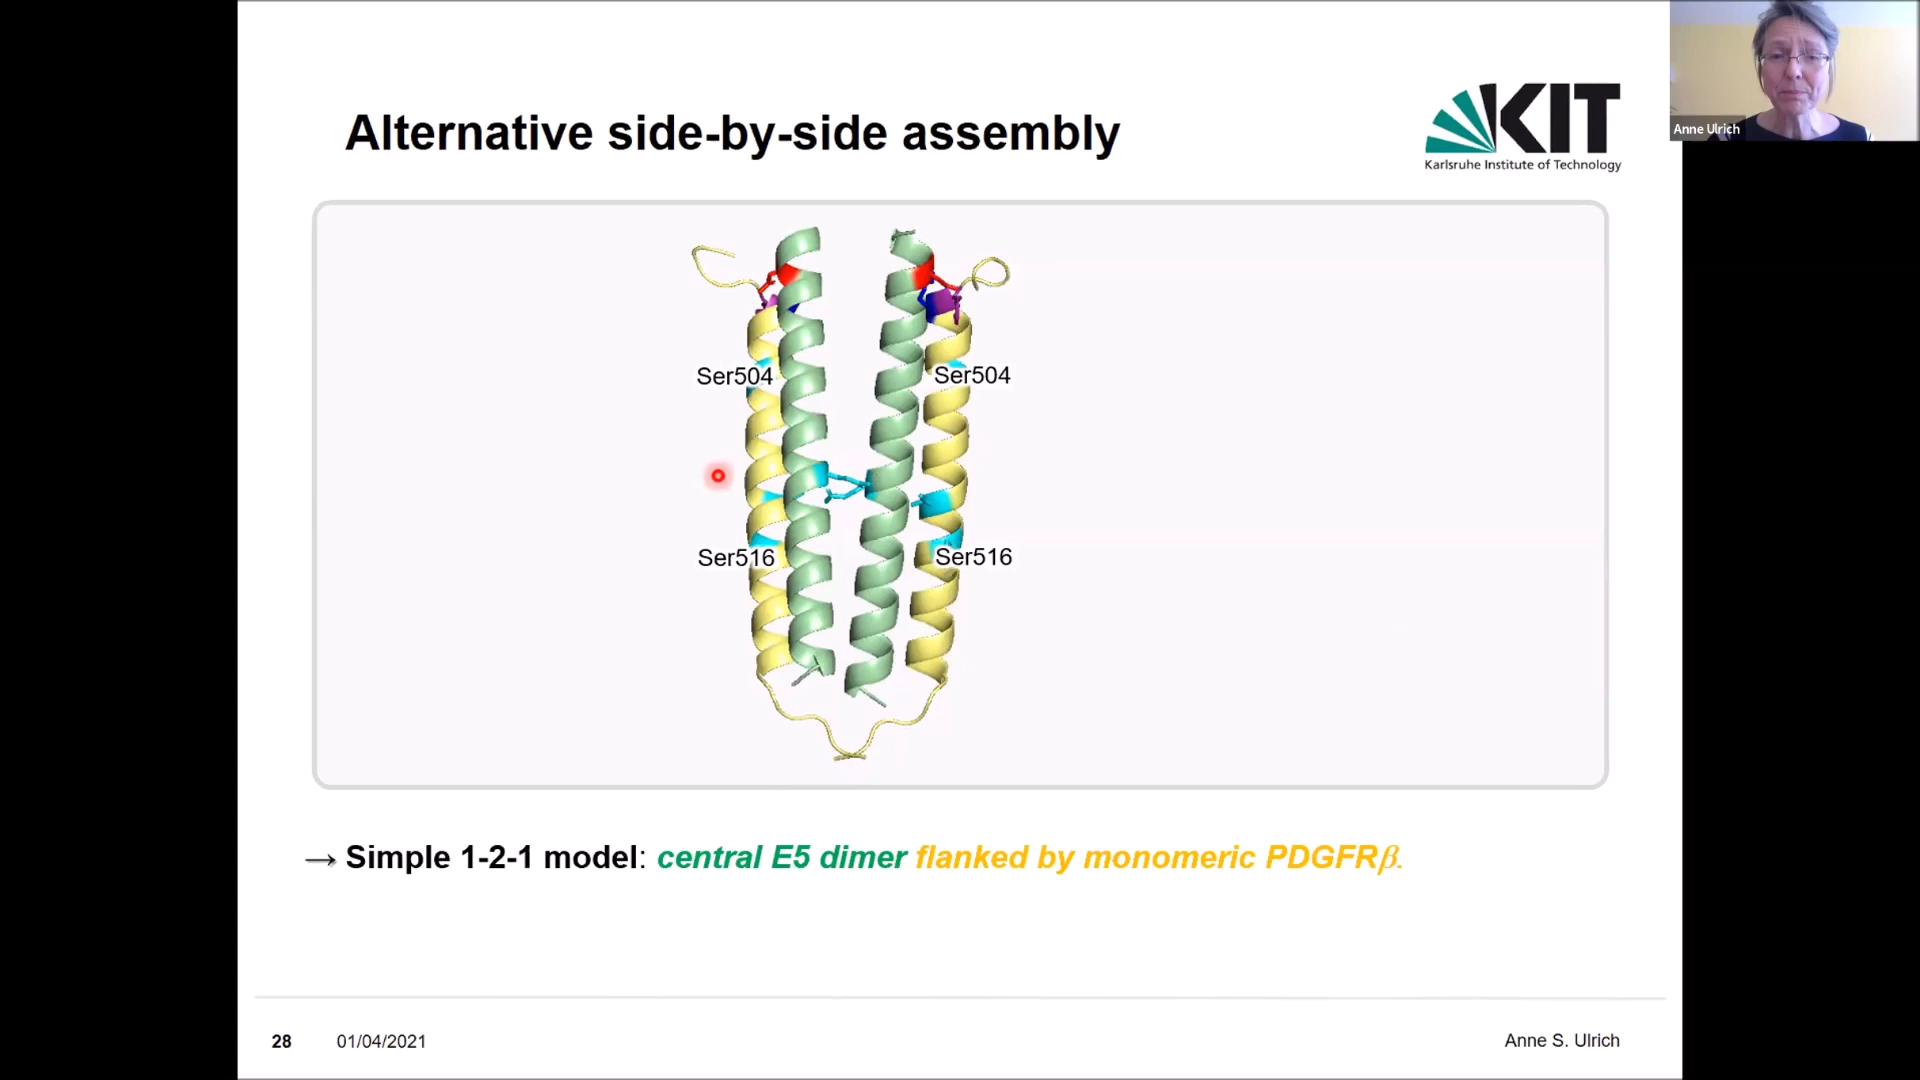 Alternative side-by-side assembly
KIT
Karlsruhe Institute of Technology
Anne Ulrich
Ser504
Ser504
Ser516
Ser516
→ Simple 1-2-1 model: central E5 dimer flanked by monomeric PDGFRβ.
28
01/04/2021
Anne S. Ulrich